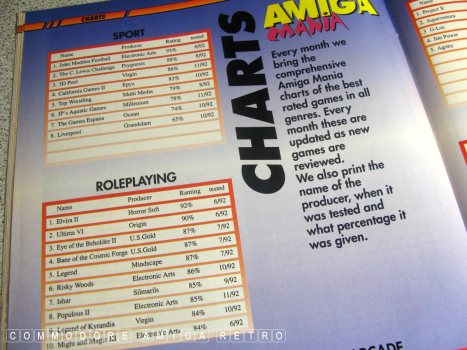 CHARTS
SPORT
Name Producer Ranting tested
1. John Madden Football Electronic Arts 93% 6/92
2. The C. Lewis Challenge Psygnosis 88% 8/92
3. 3D Pool Virgin 86% 11/92
4. California Games II Epyx 83% 10/92
5. Top Wrestling Multi Media 79% 8/92
6. JP's Aquatic Games Millenium 78% 11/92
7. The Games Espana Ocean 74% 10/92
8. Liverpool Grandslam 65% 10/92
ROLEPLAYING
Name Producer Ranting tested
1. Elvira II Horror Soft 92% 6/92
2. Ultima VI Origin 90% 6/92
3. Eye of the Beholder II U.S.Gold 87% 7/92
4. Bane of the Cosmic Forge U.S.Gold 87% 7/92
5. Legend Mindscape 87% 7/92
6. Risky Woods Electronic Arts 86% 10/92
7. Ishar Silmarils 85% 9/92
8. Populous II Electronic Arts 85% 11/92
9. Legend of Kyrandia Virgin 84% 10/92
10. Might and Magic III Electronic Arts 84% 6/92
CHARTS
AMIGA
MANIA
Every month we
bring the
comprehensive
Amiga Mania
charts of the best
rated games in all
genres. Every
month these are
updated as new
games are
reviewed.
We also print the
name of the
producer, when it
was tested and
what percentage it
was given.
Name
1. Project X
2. Aquaventura
3. G-Loc
4. Jim Power
5. Agony
ARCADE
COMMODORE AMIGA RETRO